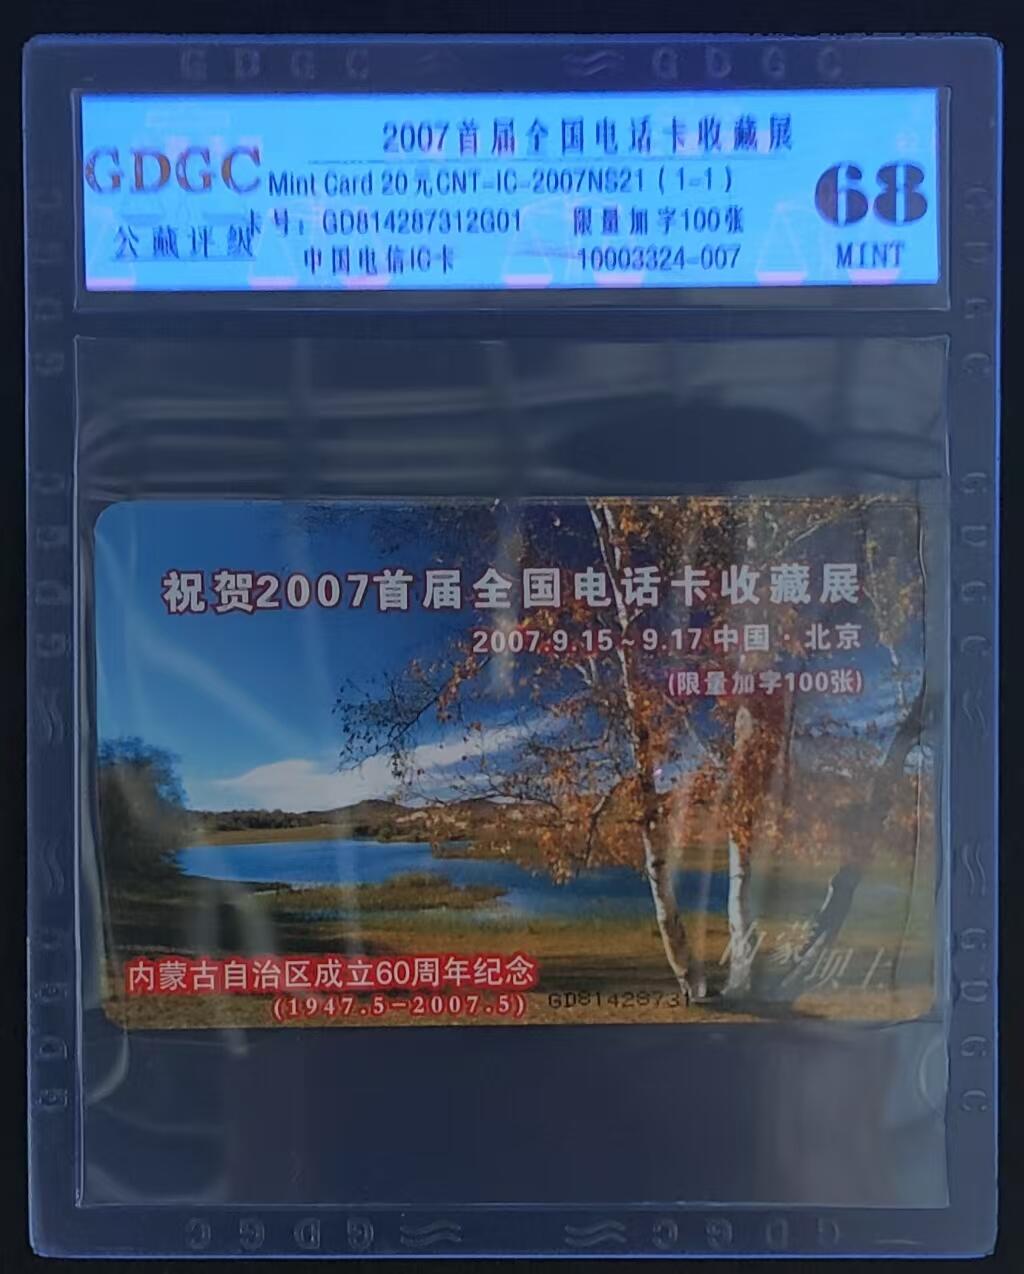 2007首届全国电话卡收藏展
GDGC
Mint Card 20元CNT-IC-2007NS21（1-1）
68
卡号：GD814287312G01 限量加字100张
公藏评级
中国电信IC卡 10003324-007
MINT
祝贺2007首届全国电话卡收藏展
2007.9.15~9.17 中国·北京
(限量加字100张)
内蒙坝上
内蒙古自治区成立60周年纪念
(1947.5-2007.5)
GD81428731